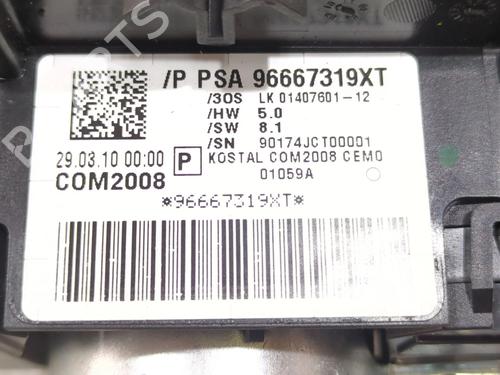 /P PSA 96667319XT
/3OS LK 01407601-12
/HW 5.0
/SW 8.1
/SN 90174JCT00001
29.03.10 00:00 P KOSTAL COM2008 CEM0
COM2008 01059A
*96667319XT*